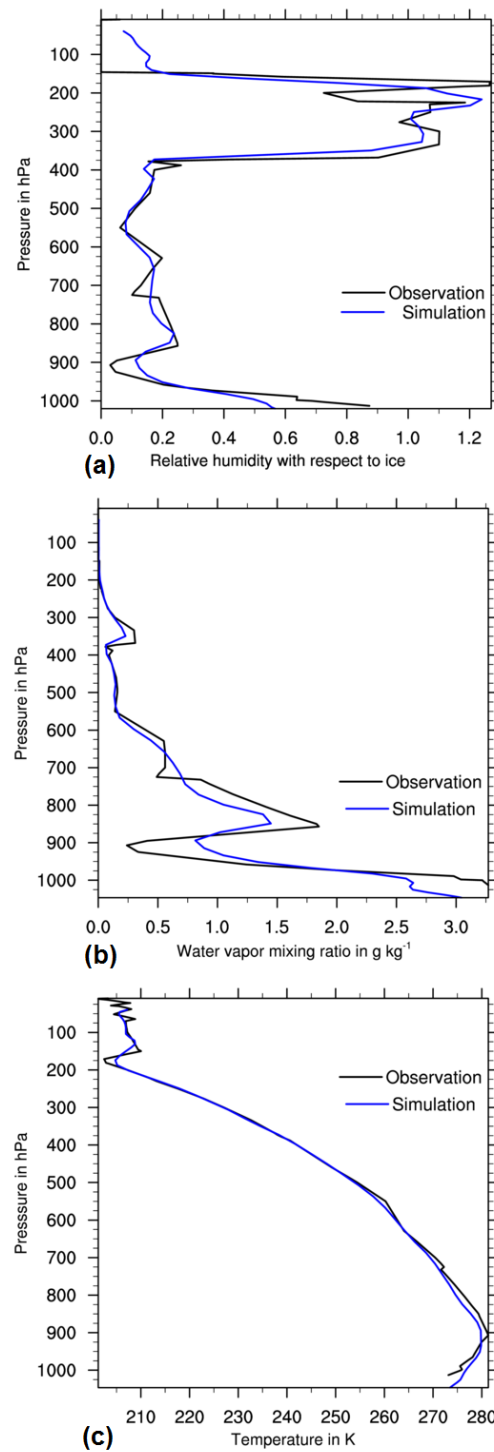 100
200
300
400
500
600
700
800
900
1000
Pressure in hPa
Observation
Simulation
0.0 0.2 0.4 0.6 0.8 1.0 1.2
(a) Relative humidity with respect to ice
100
200
300
400
500
600
700
800
900
1000
Pressure in hPa
Observation
Simulation
0.0 0.5 1.0 1.5 2.0 2.5 3.0
(b) Water vapor mixing ratio in g kg⁻¹
100
200
300
400
500
600
700
800
900
1000
Presssure in hPa
Observation
Simulation
210 220 230 240 250 260 270 280
(c) Temperature in K